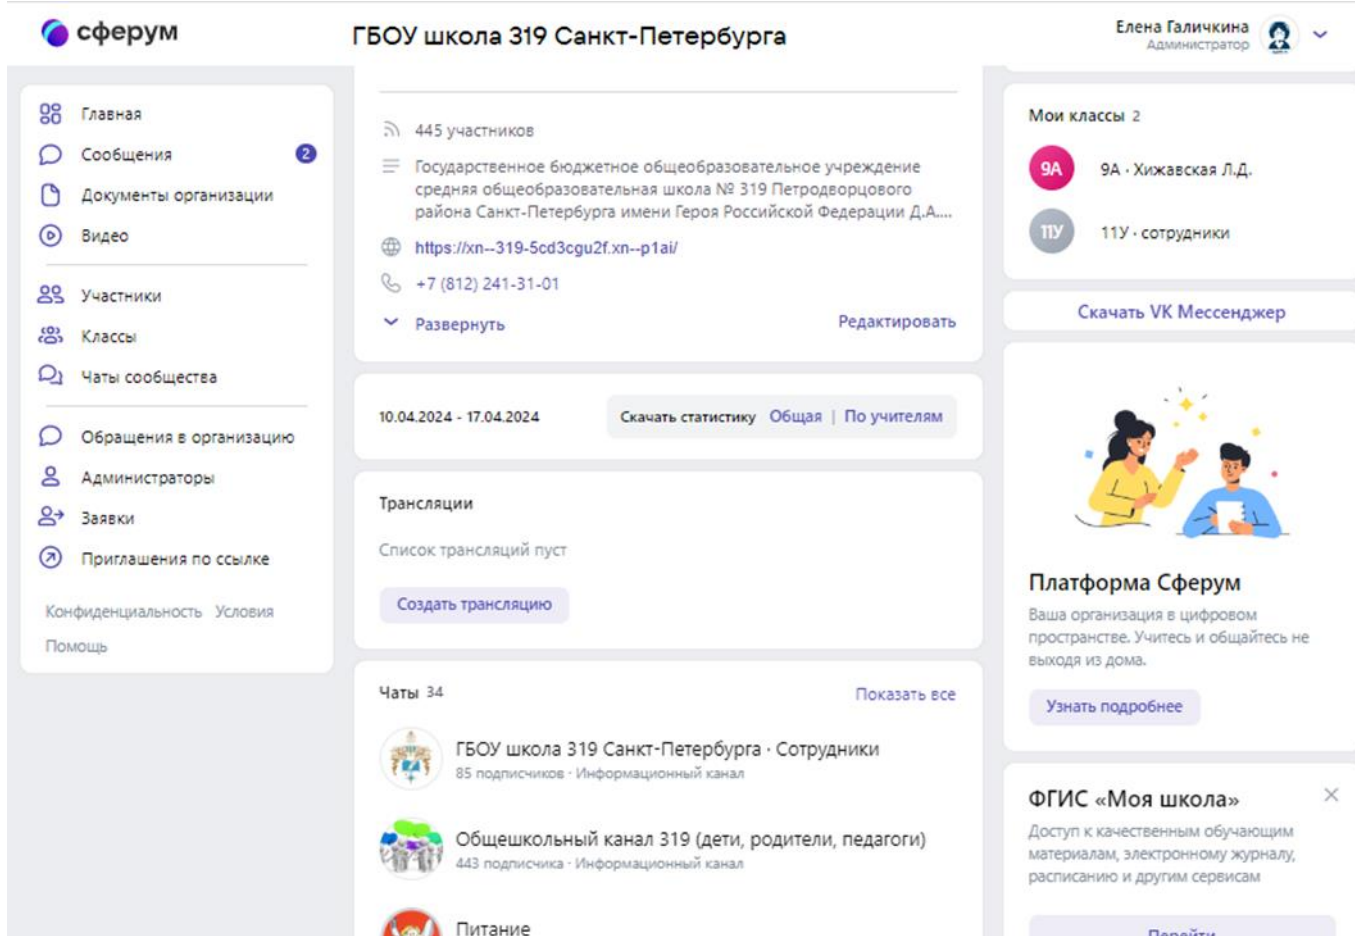 сферум
ГБОУ школа 319 Санкт-Петербурга
Елена Галичкина
Администратор
Главная
Сообщения 2
Документы организации
Видео
Участники
Классы
Чаты сообщества
Обращения в организацию
Администраторы
Заявки
Приглашения по ссылке
Конфиденциальность Условия
Помощь
445 участников
Государственное бюджетное общеобразовательное учреждение
средняя общеобразовательная школа № 319 Петродворцового
района Санкт-Петербурга имени Героя Российской Федерации Д.А....
https://xn--319-5cd3cgu2f.xn--p1ai/
+7 (812) 241-31-01
Развернуть
Редактировать
10.04.2024 - 17.04.2024
Скачать статистику Общая | По учителям
Трансляции
Список трансляций пуст
Создать трансляцию
Чаты 34
Показать все
ГБОУ школа 319 Санкт-Петербурга · Сотрудники
85 подписчиков · Информационный канал
Общешкольный канал 319 (дети, родители, педагоги)
443 подписчика · Информационный канал
Питание
Мои классы 2
9А 9А · Хижавская Л.Д.
11У 11У · сотрудники
Скачать VK Мессенджер
Платформа Сферум
Ваша организация в цифровом
пространстве. Учитесь и общайтесь не
выходя из дома.
Узнать подробнее
ФГИС «Моя школа»
Доступ к качественным обучающим
материалам, электронному журналу,
расписанию и другим сервисам
Перейти